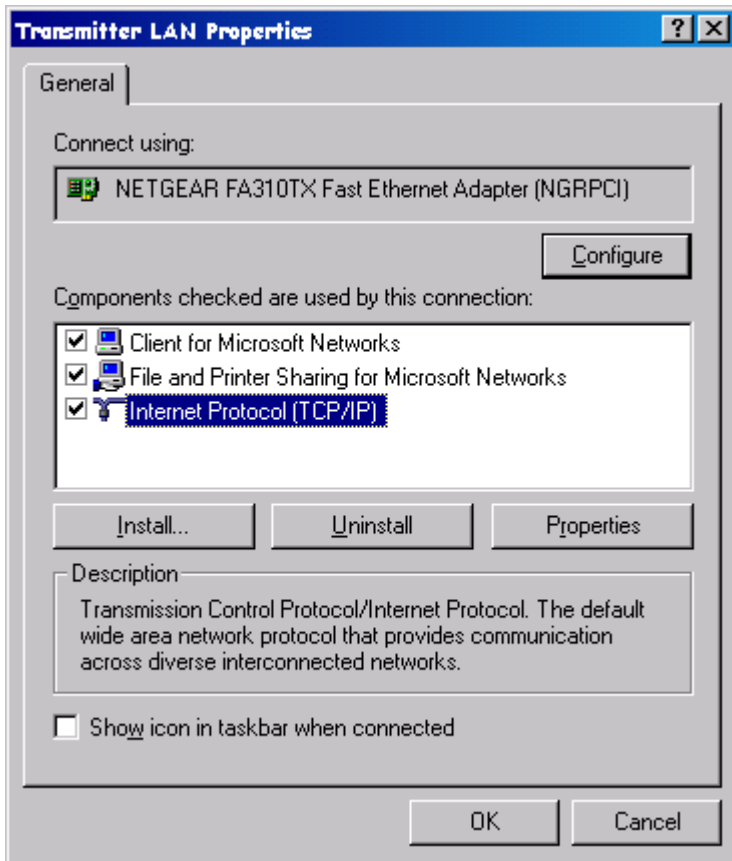 Transmitter LAN Properties
General
Connect using:
NETGEAR FA310TX Fast Ethernet Adapter (NGRPCI)
Configure
Components checked are used by this connection:
Client for Microsoft Networks
File and Printer Sharing for Microsoft Networks
Internet Protocol (TCP/IP)
Install...
Uninstall
Properties
Description
Transmission Control Protocol/Internet Protocol. The default
wide area network protocol that provides communication
across diverse interconnected networks.
Show icon in taskbar when connected
OK
Cancel